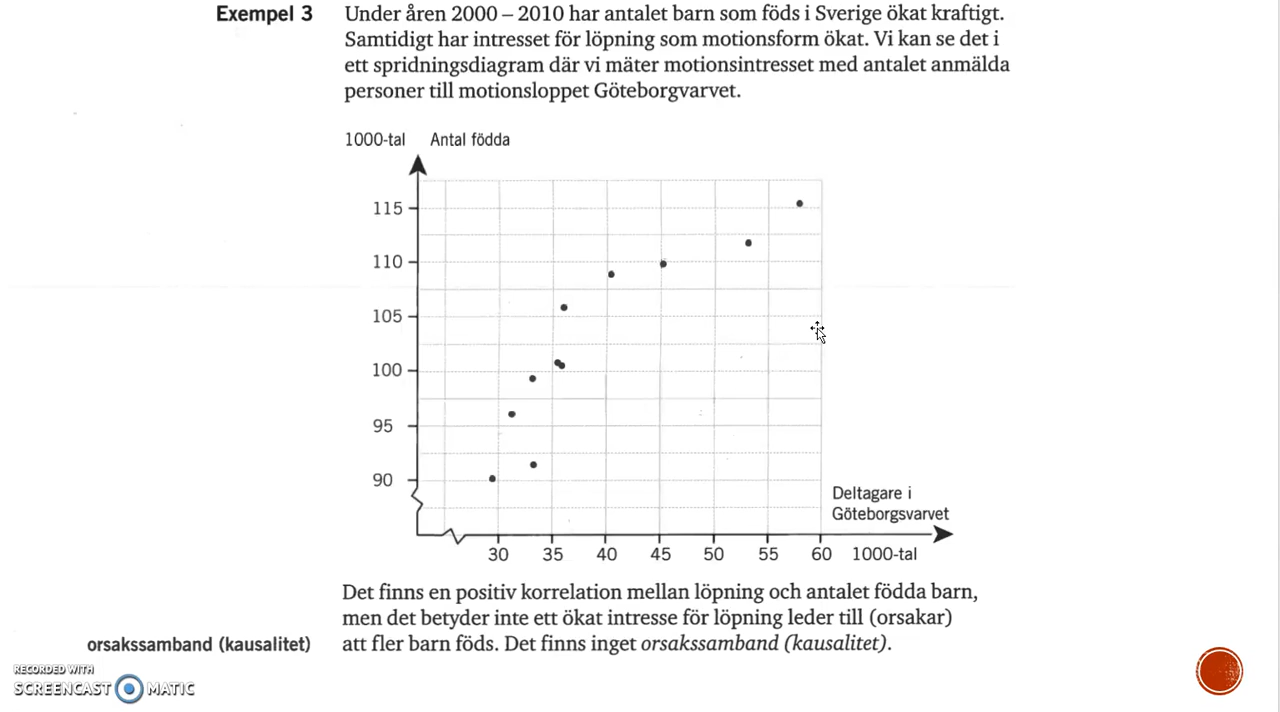 Exempel 3
Under åren 2000 – 2010 har antalet barn som föds i Sverige ökat kraftigt.
Samtidigt har intresset för löpning som motionsform ökat. Vi kan se det i
ett spridningsdiagram där vi mäter motionsintresset med antalet anmälda
personer till motionsloppet Göteborgvarvet.
1000-tal Antal födda
115
110
105
100
95
90
Deltagare i
Göteborgsvarvet
30 35 40 45 50 55 60 1000-tal
Det finns en positiv korrelation mellan löpning och antalet födda barn,
men det betyder inte ett ökat intresse för löpning leder till (orsakar)
orsakssamband (kausalitet) att fler barn föds. Det finns inget orsakssamband (kausalitet).
RECORDED WITH
SCREENCAST MATIC